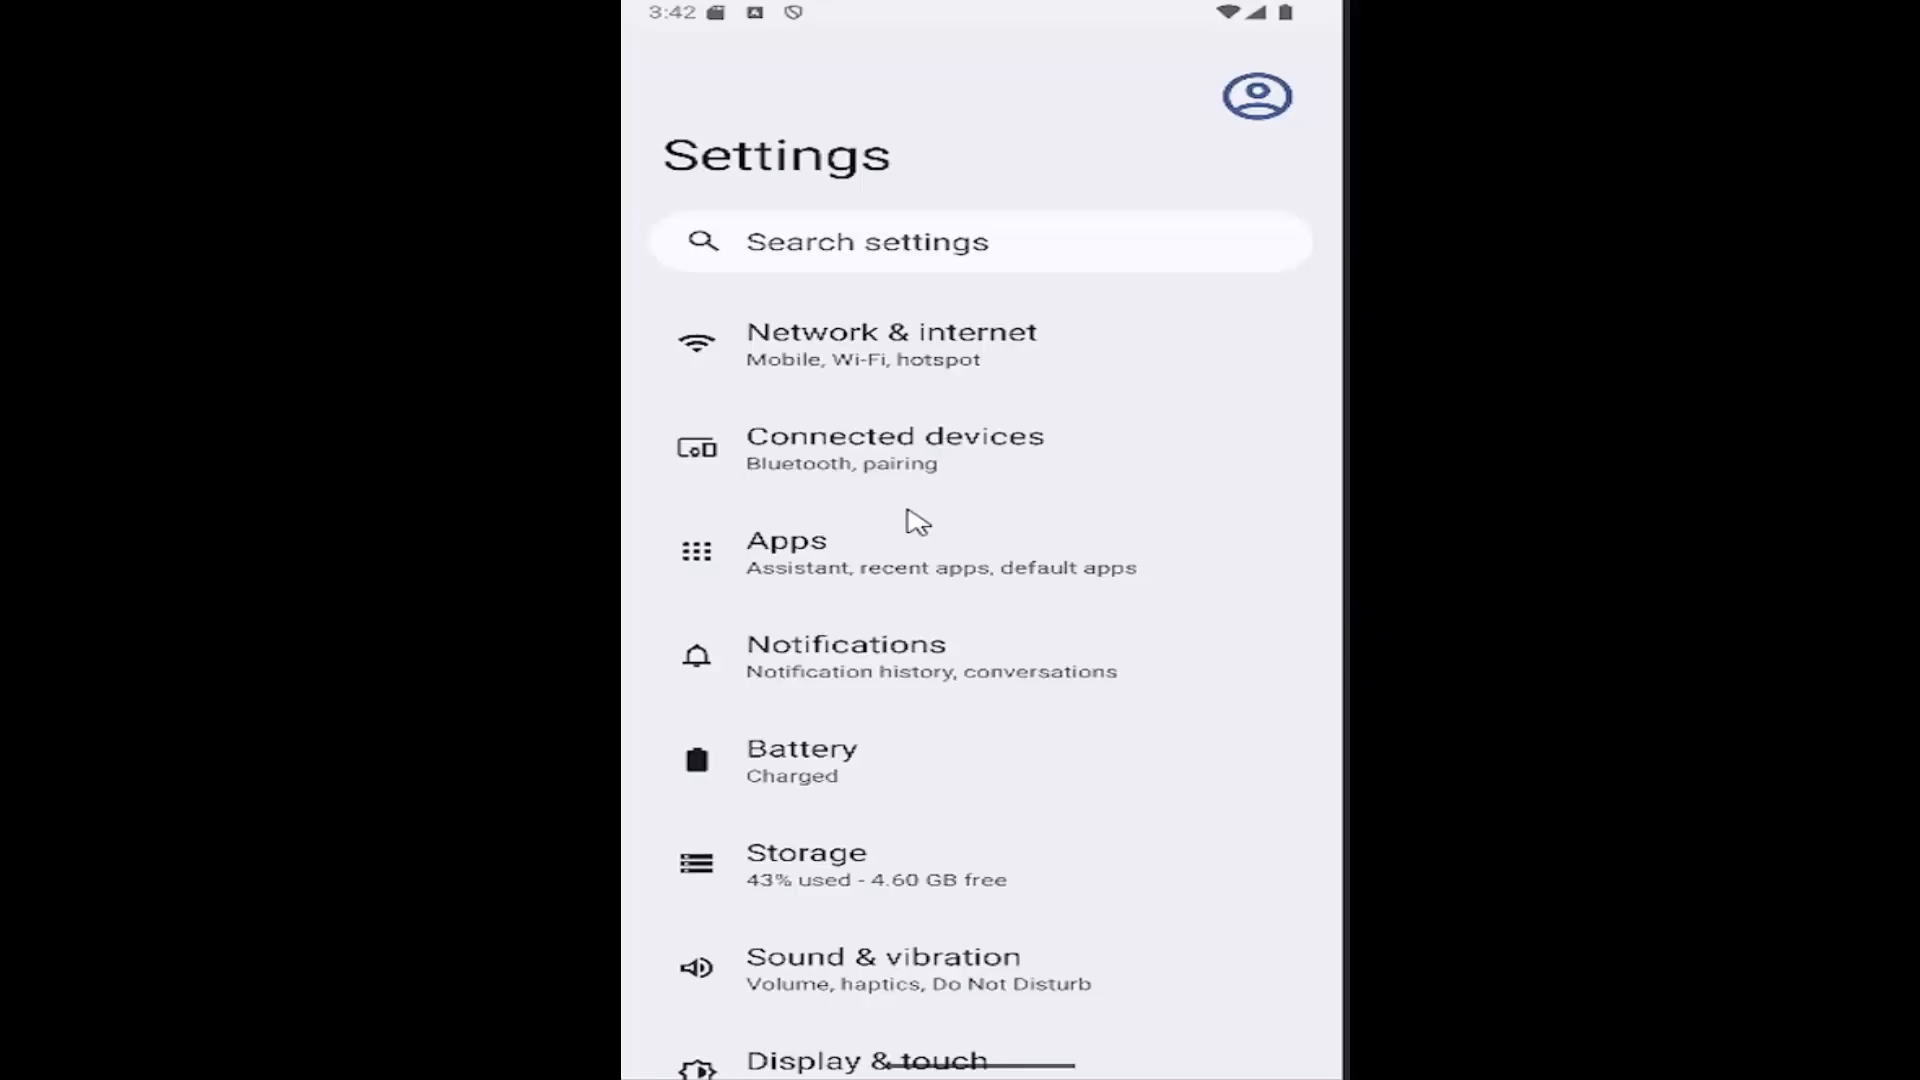 3:42
Settings
Search settings
Network & internet
Mobile, Wi-Fi, hotspot
Connected devices
Bluetooth, pairing
Apps
Assistant, recent apps, default apps
Notifications
Notification history, conversations
Battery
Charged
Storage
43% used - 4.60 GB free
Sound & vibration
Volume, haptics, Do Not Disturb
Display & touch